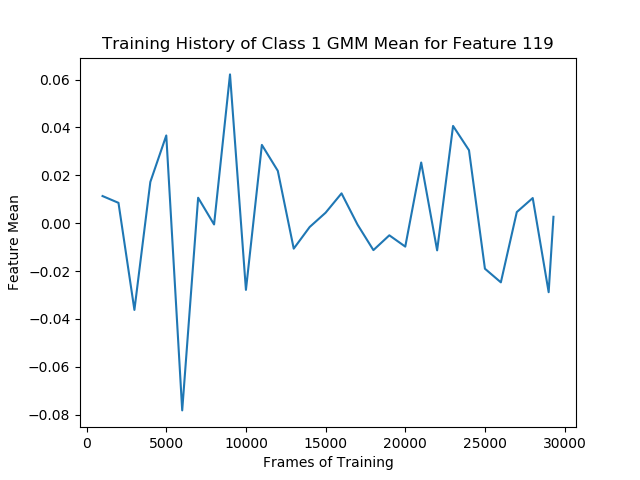 Training History of Class 1 GMM Mean for Feature 119
0.06
0.04
0.02
0.00
−0.02
−0.04
−0.06
−0.08
Feature Mean
0 5000 10000 15000 20000 25000 30000
Frames of Training